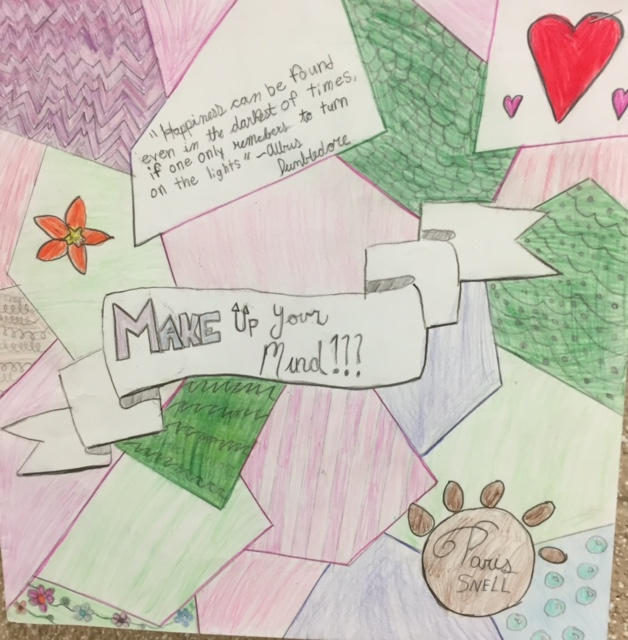 "Happiness can be found
even in the darkest of times,
if one only remebers to turn
on the lights" ~Albus
Dumbledore
MAKE up your
Mind!!!
Paris
SNELL